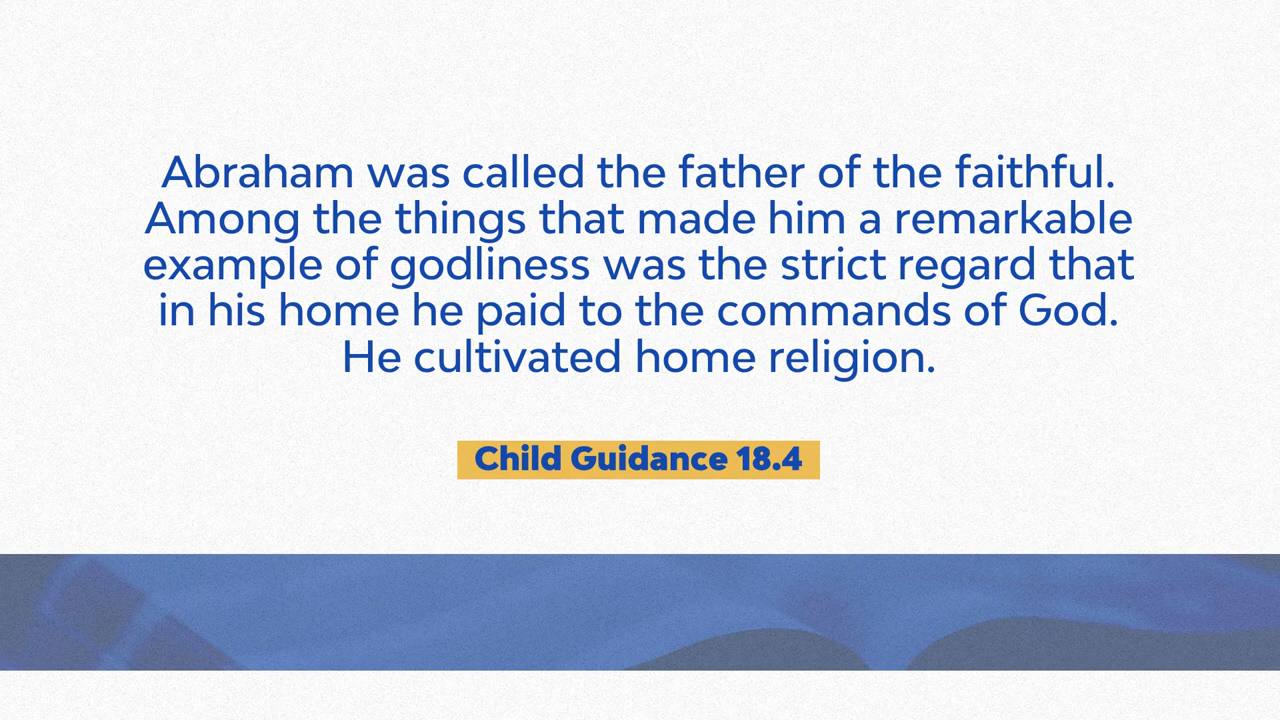 Abraham was called the father of the faithful.
Among the things that made him a remarkable
example of godliness was the strict regard that
in his home he paid to the commands of God.
He cultivated home religion.
Child Guidance 18.4